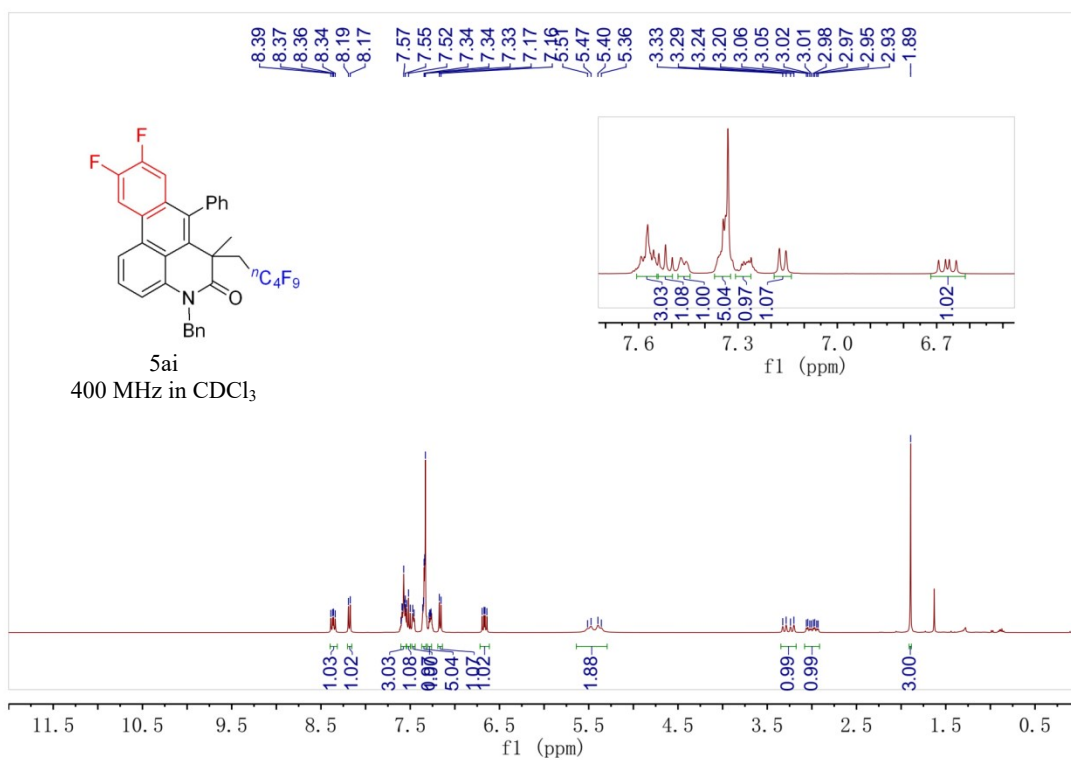 8.39 8.37 8.36 8.34 8.19 8.17 7.57 7.55 7.52 7.34 7.34 7.33 7.17 7.16 5.51 5.47 5.40 5.36 3.33 3.29 3.24 3.20 3.06 3.05 3.02 3.01 2.98 2.97 2.95 2.93 1.89
F
F
Ph
nC4F9
N
O
Bn
5ai
400 MHz in CDCl3
3.03 1.08 1.00 5.04 0.97 1.07 1.02
7.6 7.3 7.0 6.7
f1 (ppm)
1.03 1.02 3.03 1.08 5.04 1.07 1.02 1.88 0.99 0.99 3.00
11.5 10.5 9.5 8.5 7.5 6.5 5.5 4.5 3.5 2.5 1.5 0.5
f1 (ppm)